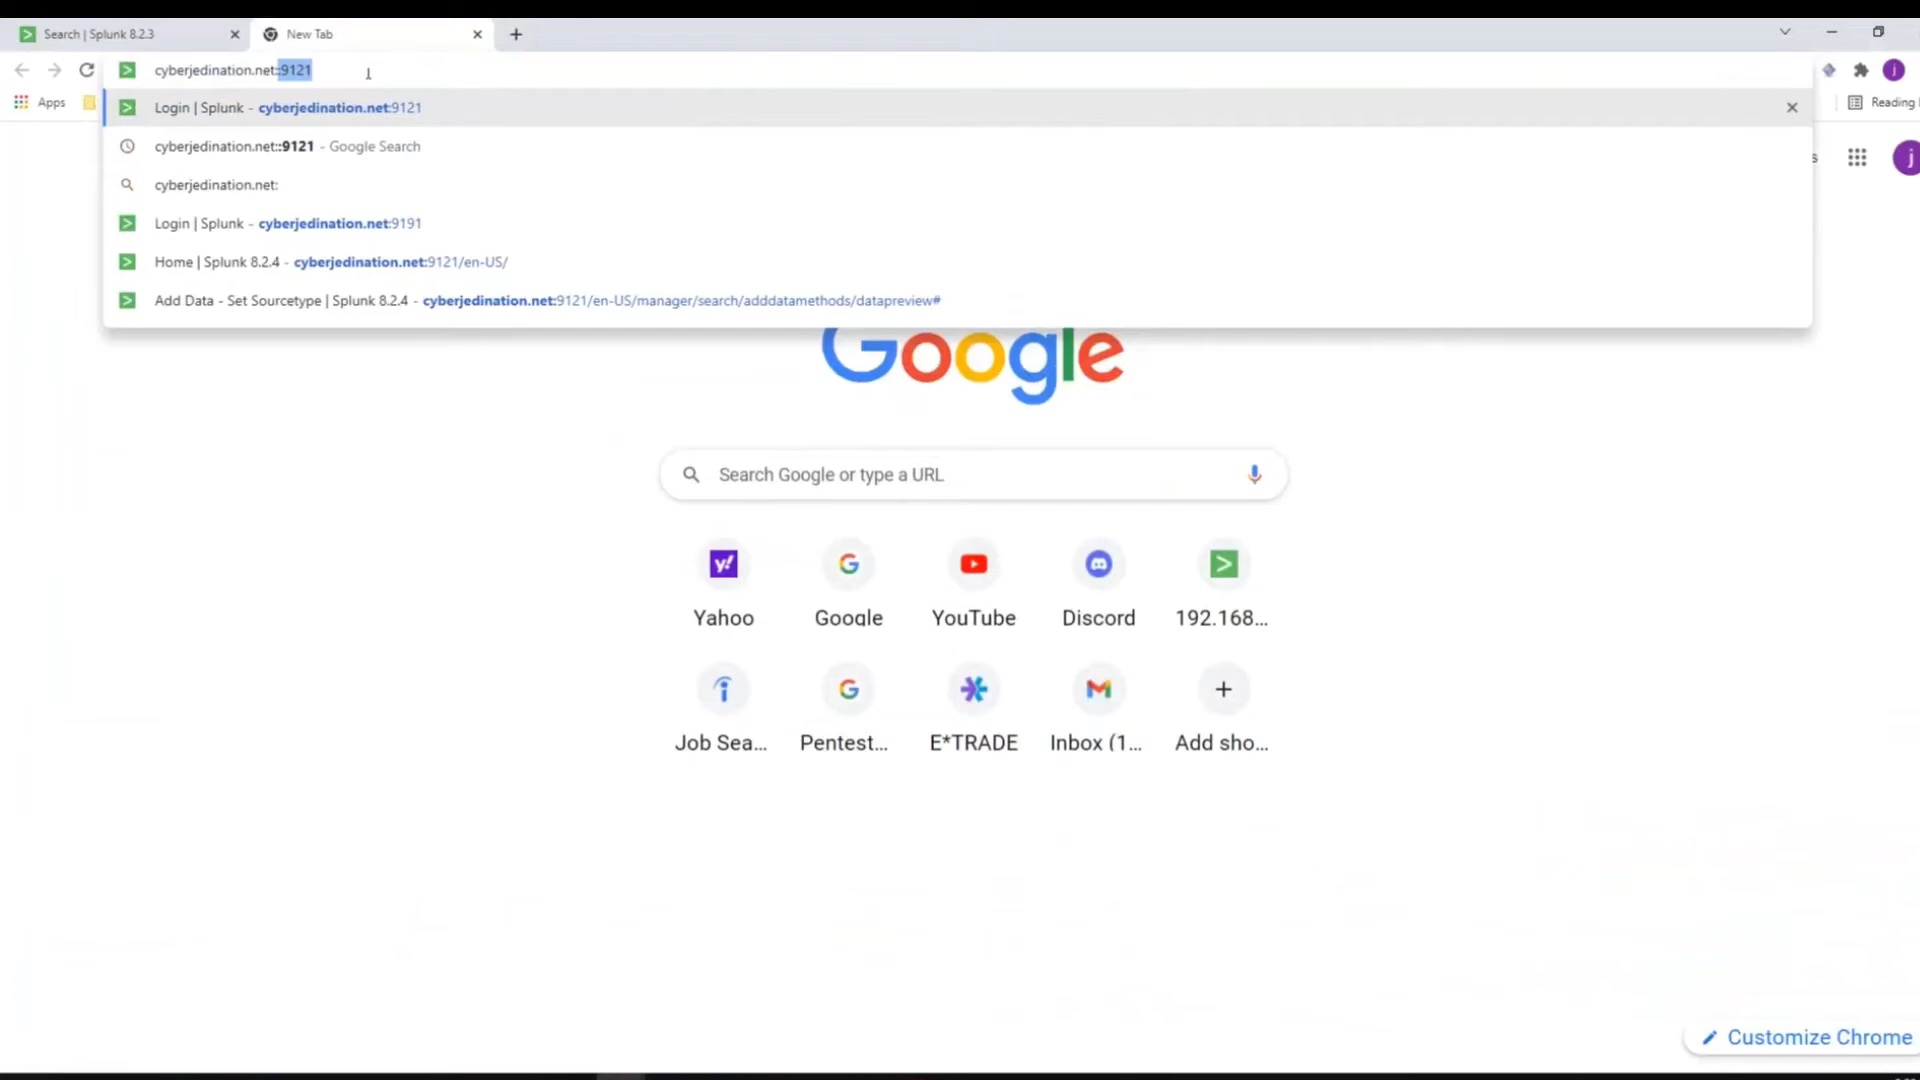 Search | Splunk 8.2.3
New Tab
cyberjedination.net::9121
Apps
Reading
Login | Splunk - cyberjedination.net:9121
cyberjedination.net::9121 - Google Search
cyberjedination.net:
Login | Splunk - cyberjedination.net:9191
Home | Splunk 8.2.4 - cyberjedination.net:9121/en-US/
Add Data - Set Sourcetype | Splunk 8.2.4 - cyberjedination.net:9121/en-US/manager/search/adddatamethods/datapreview#
s
j
j
Google
Search Google or type a URL
Yahoo
Google
YouTube
Discord
192.168...
Job Sea...
Pentest...
E*TRADE
Inbox (1...
Add sho...
Customize Chrome